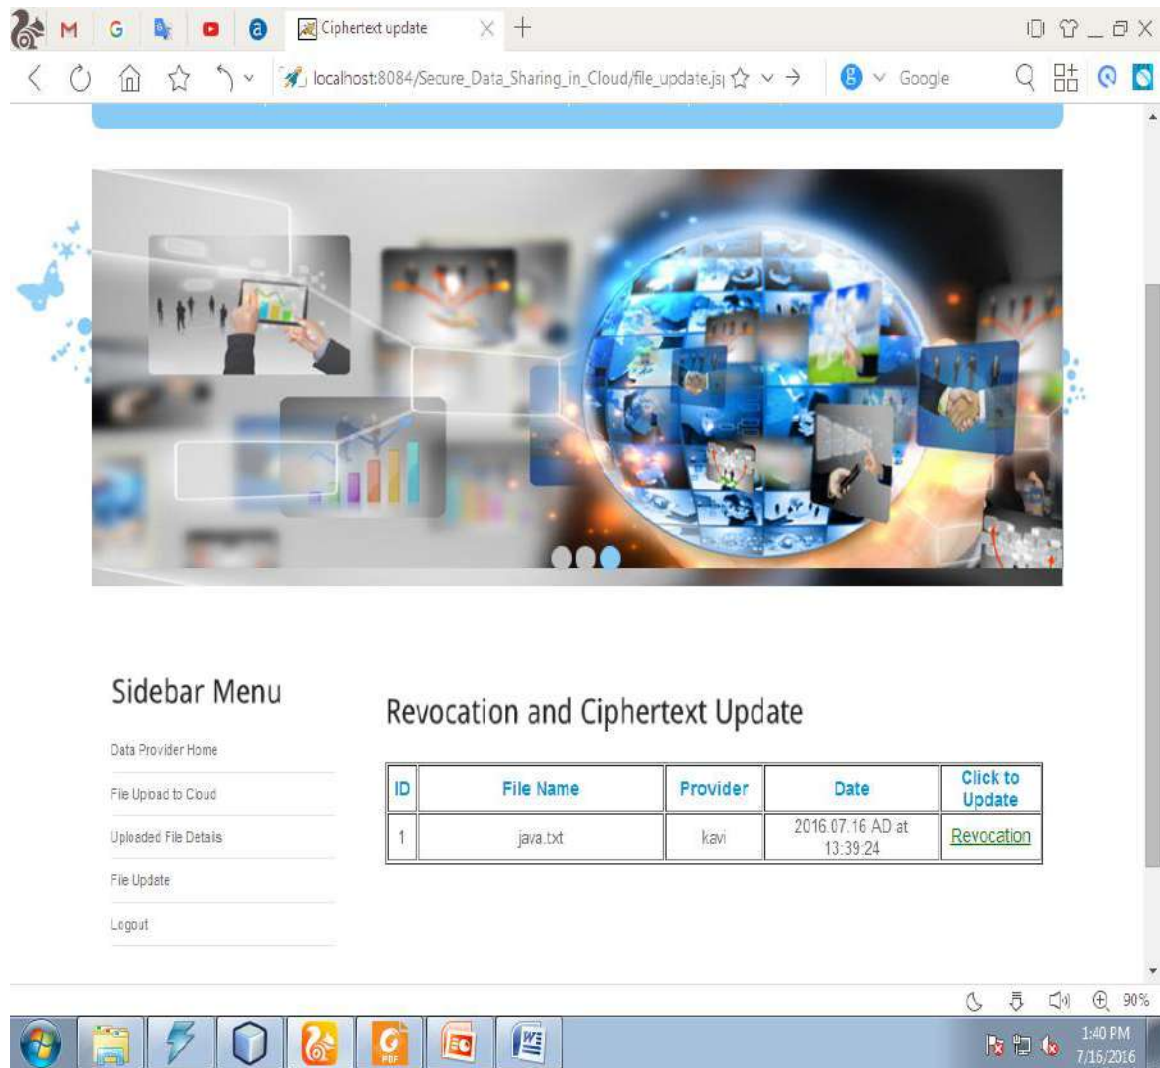 Ciphertext update
localhost:8084/Secure_Data_Sharing_in_Cloud/file_update.jsp
Google
Sidebar Menu
Data Provider Home
File Upload to Cloud
Uploaded File Details
File Update
Logout
Revocation and Ciphertext Update
ID File Name Provider Date Click to Update
1 java.txt kavi 2016.07.16 AD at 13:39:24 Revocation
90%
1:40 PM
7/16/2016